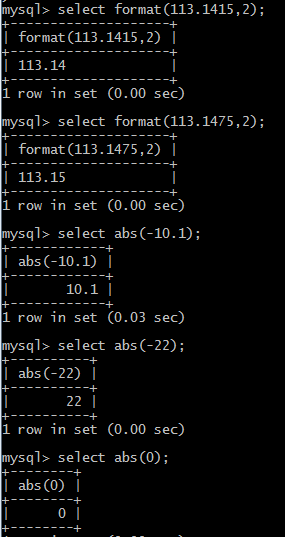 mysql> select format(113.1415,2);
+--------------------+
| format(113.1415,2) |
+--------------------+
| 113.14             |
+--------------------+
1 row in set (0.00 sec)
mysql> select format(113.1475,2);
+--------------------+
| format(113.1475,2) |
+--------------------+
| 113.15             |
+--------------------+
1 row in set (0.00 sec)
mysql> select abs(-10.1);
+------------+
| abs(-10.1) |
+------------+
|       10.1 |
+------------+
1 row in set (0.03 sec)
mysql> select abs(-22);
+----------+
| abs(-22) |
+----------+
|       22 |
+----------+
1 row in set (0.00 sec)
mysql> select abs(0);
+--------+
| abs(0) |
+--------+
|      0 |
+--------+